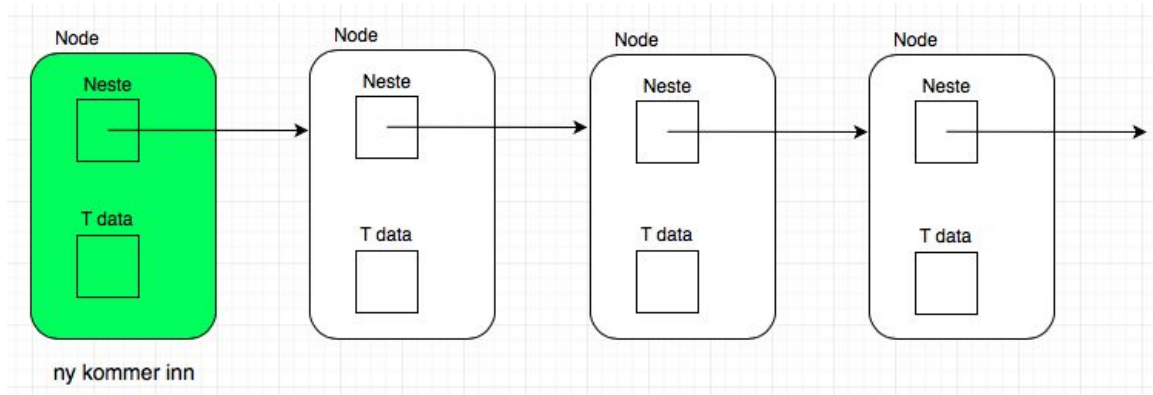 Node
Neste
T data
ny kommer inn
Node
Neste
T data
Node
Neste
T data
Node
Neste
T data